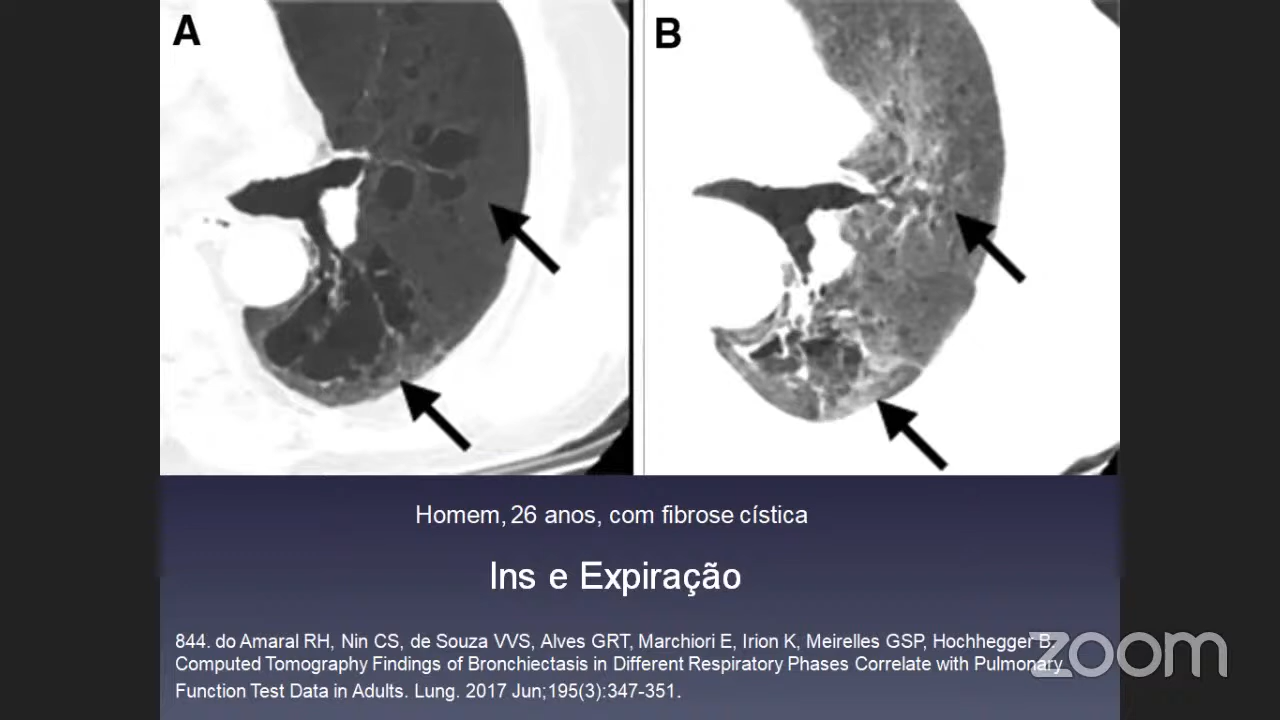 A
B
Homem, 26 anos, com fibrose cística
Ins e Expiração
844. do Amaral RH, Nin CS, de Souza VVS, Alves GRT, Marchiori E, Irion K, Meirelles GSP, Hochhegger B.
Computed Tomography Findings of Bronchiectasis in Different Respiratory Phases Correlate with Pulmonary
Function Test Data in Adults. Lung. 2017 Jun;195(3):347-351.
zoom